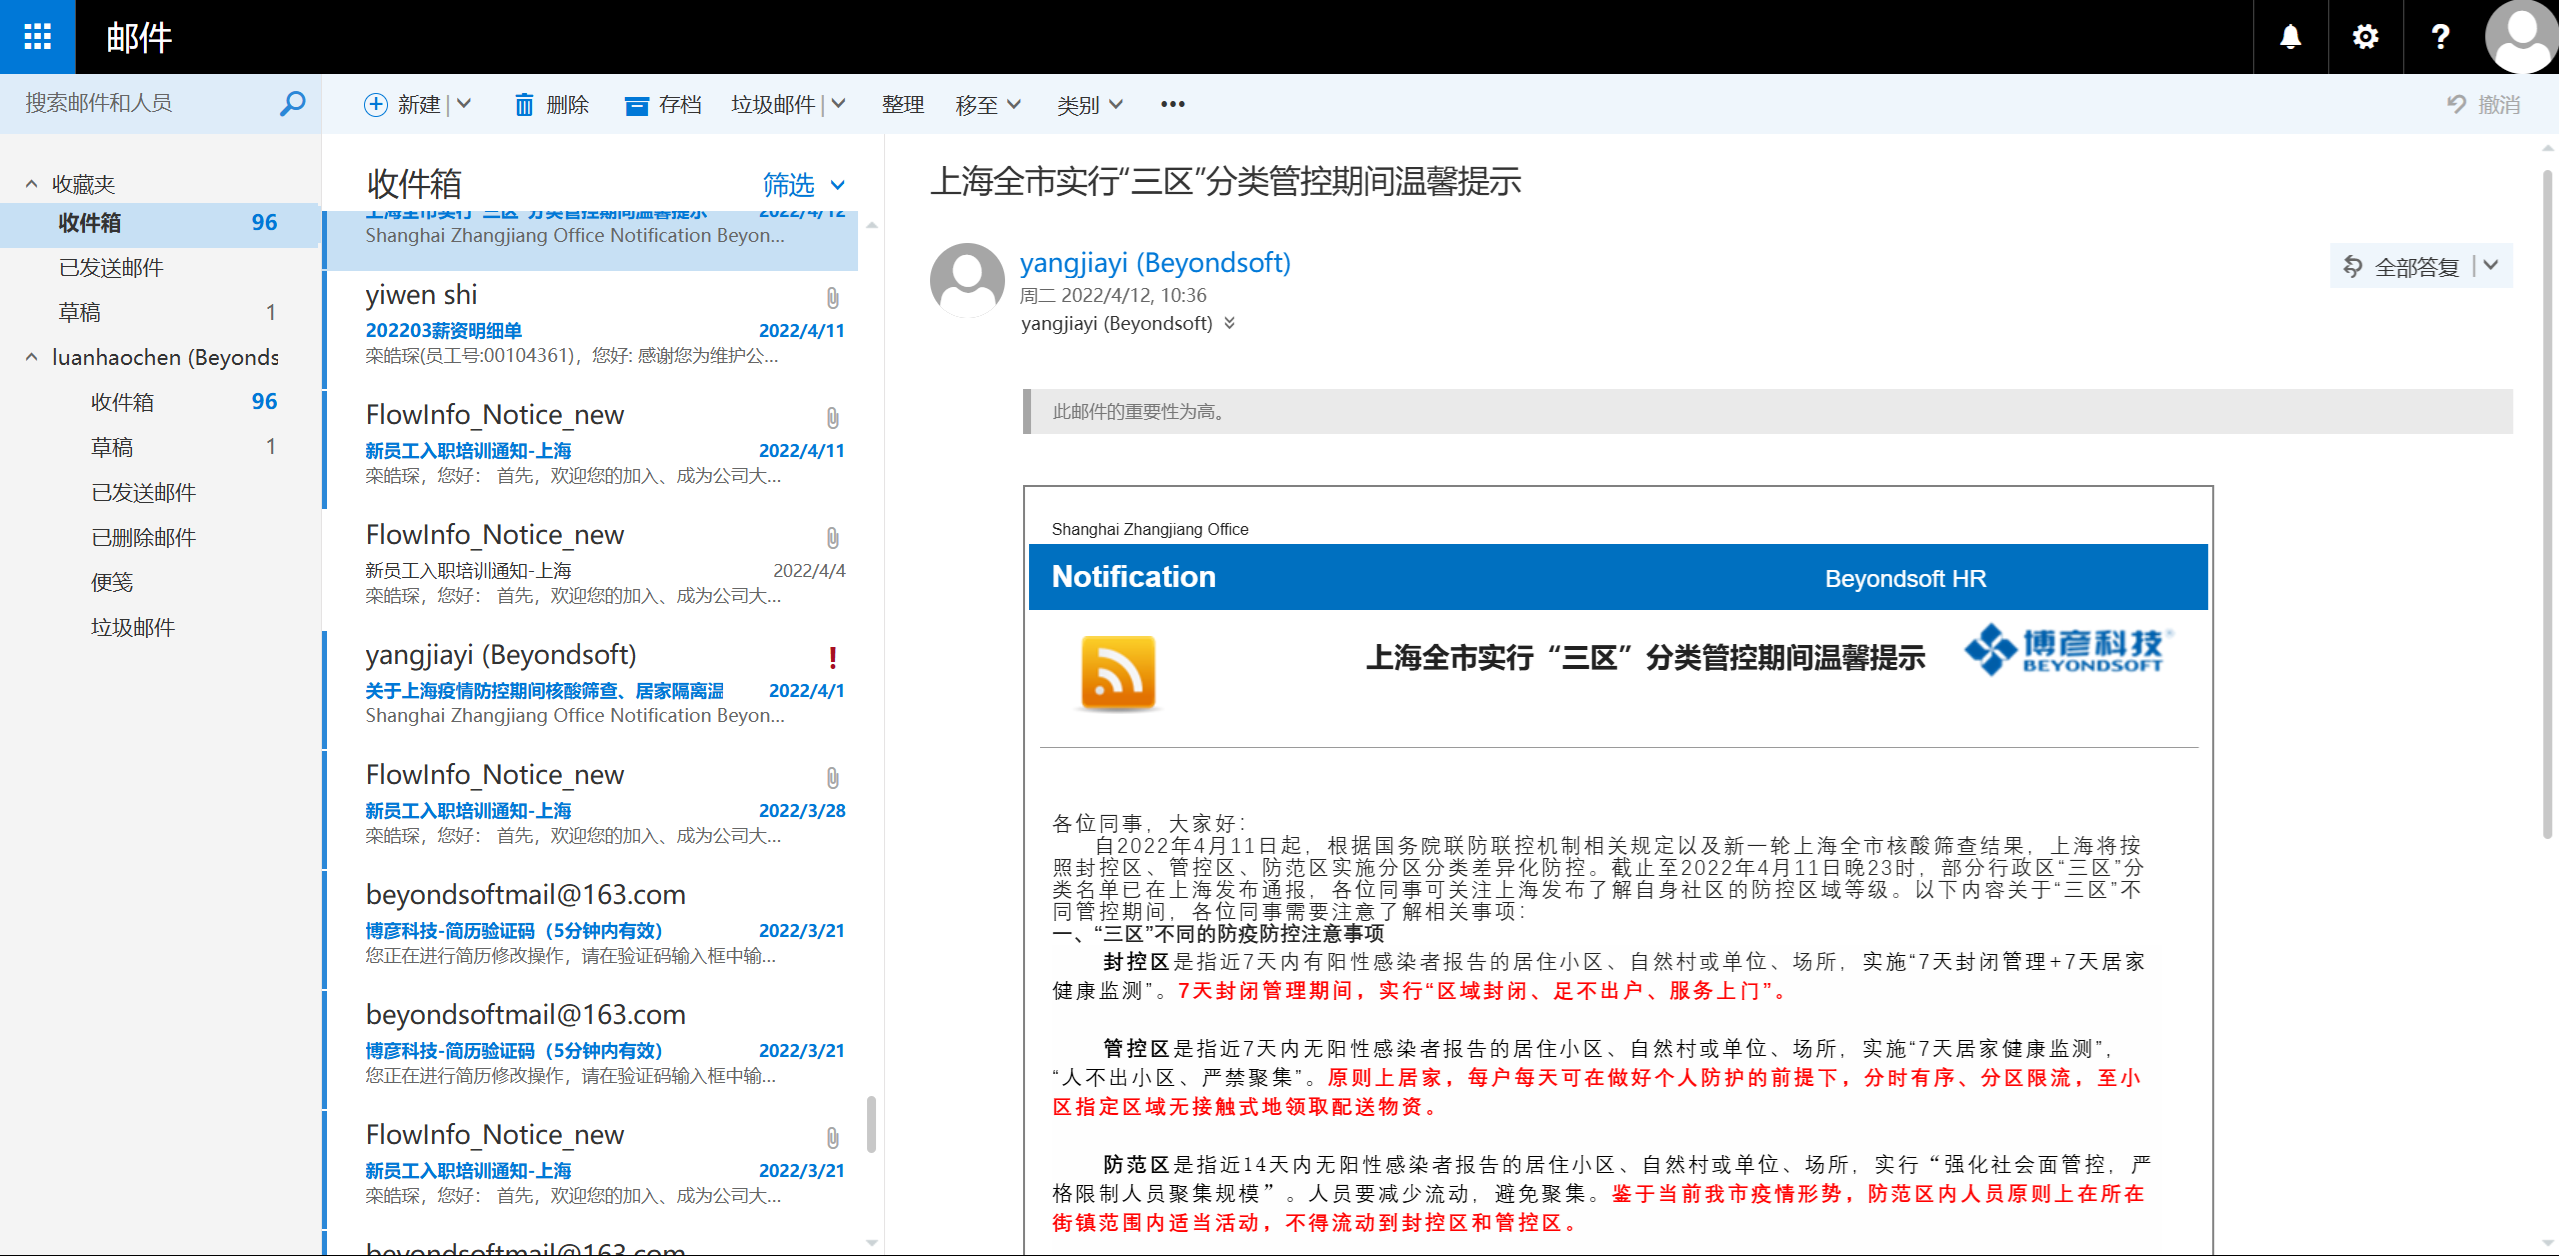 邮件
搜索邮件和人员
新建
删除
存档
垃圾邮件
整理
移至
类别
撤消
收藏夹
收件箱 96
已发送邮件
草稿 1
luanhaochen (Beyonds
收件箱 96
草稿 1
已发送邮件
已删除邮件
便笺
垃圾邮件
收件箱
筛选
上海全市实行“三区”分类管控期间温馨提示 2022/4/12
Shanghai Zhangjiang Office Notification Beyon...
yiwen shi
202203薪资明细单 2022/4/11
栾皓琛(员工号:00104361)，您好: 感谢您为维护公...
FlowInfo_Notice_new
新员工入职培训通知-上海 2022/4/11
栾皓琛，您好： 首先，欢迎您的加入、成为公司大...
FlowInfo_Notice_new
新员工入职培训通知-上海 2022/4/4
栾皓琛，您好： 首先，欢迎您的加入、成为公司大...
yangjiayi (Beyondsoft)
关于上海疫情防控期间核酸筛查、居家隔离温 2022/4/1
Shanghai Zhangjiang Office Notification Beyon...
FlowInfo_Notice_new
新员工入职培训通知-上海 2022/3/28
栾皓琛，您好： 首先，欢迎您的加入、成为公司大...
beyondsoftmail@163.com
博彦科技-简历验证码（5分钟内有效） 2022/3/21
您正在进行简历修改操作，请在验证码输入框中输...
beyondsoftmail@163.com
博彦科技-简历验证码（5分钟内有效） 2022/3/21
您正在进行简历修改操作，请在验证码输入框中输...
FlowInfo_Notice_new
新员工入职培训通知-上海 2022/3/21
栾皓琛，您好： 首先，欢迎您的加入、成为公司大...
beyondsoftmail@163.com
上海全市实行“三区”分类管控期间温馨提示
yangjiayi (Beyondsoft)
周二 2022/4/12, 10:36
yangjiayi (Beyondsoft)
全部答复
此邮件的重要性为高。
Shanghai Zhangjiang Office
Notification
Beyondsoft HR
上海全市实行“三区”分类管控期间温馨提示
博彦科技
BEYONDSOFT
各位同事，大家好：
自2022年4月11日起，根据国务院联防联控机制相关规定以及新一轮上海全市核酸筛查结果，上海将按
照封控区、管控区、防范区实施分区分类差异化防控。截止至2022年4月11日晚23时，部分行政区“三区”分
类名单已在上海发布通报，各位同事可关注上海发布了解自身社区的防控区域等级。以下内容关于“三区”不
同管控期间，各位同事需要注意了解相关事项：
一、“三区”不同的防疫防控注意事项
封控区是指近7天内有阳性感染者报告的居住小区、自然村或单位、场所，实施“7天封闭管理+7天居家
健康监测”。7天封闭管理期间，实行“区域封闭、足不出户、服务上门”。
管控区是指近7天内无阳性感染者报告的居住小区、自然村或单位、场所，实施“7天居家健康监测”，
“人不出小区、严禁聚集”。原则上居家，每户每天可在做好个人防护的前提下，分时有序、分区限流，至小
区指定区域无接触式地领取配送物资。
防范区是指近14天内无阳性感染者报告的居住小区、自然村或单位、场所，实行“强化社会面管控，严
格限制人员聚集规模”。人员要减少流动，避免聚集。鉴于当前我市疫情形势，防范区内人员原则上在所在
街镇范围内适当活动，不得流动到封控区和管控区。